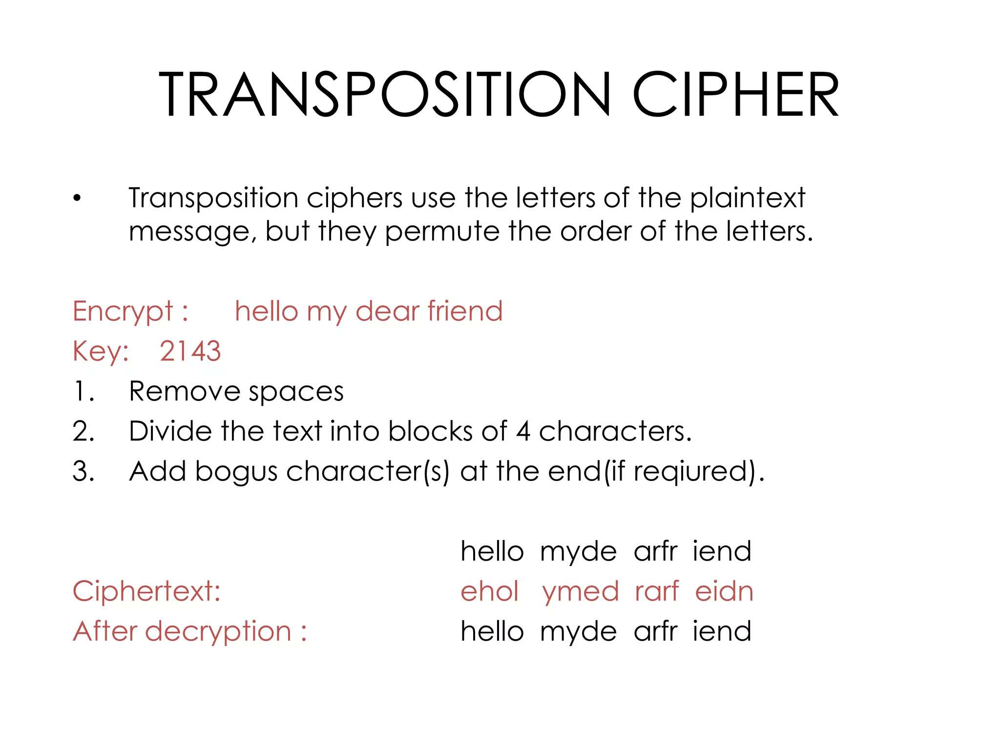 TRANSPOSITION CIPHER
• Transposition ciphers use the letters of the plaintext
message, but they permute the order of the letters.
Encrypt : hello my dear friend
Key: 2143
1. Remove spaces
2. Divide the text into blocks of 4 characters.
3. Add bogus character(s) at the end(if reqiured).
hello myde arfr iend
Ciphertext: ehol ymed rarf eidn
After decryption : hello myde arfr iend